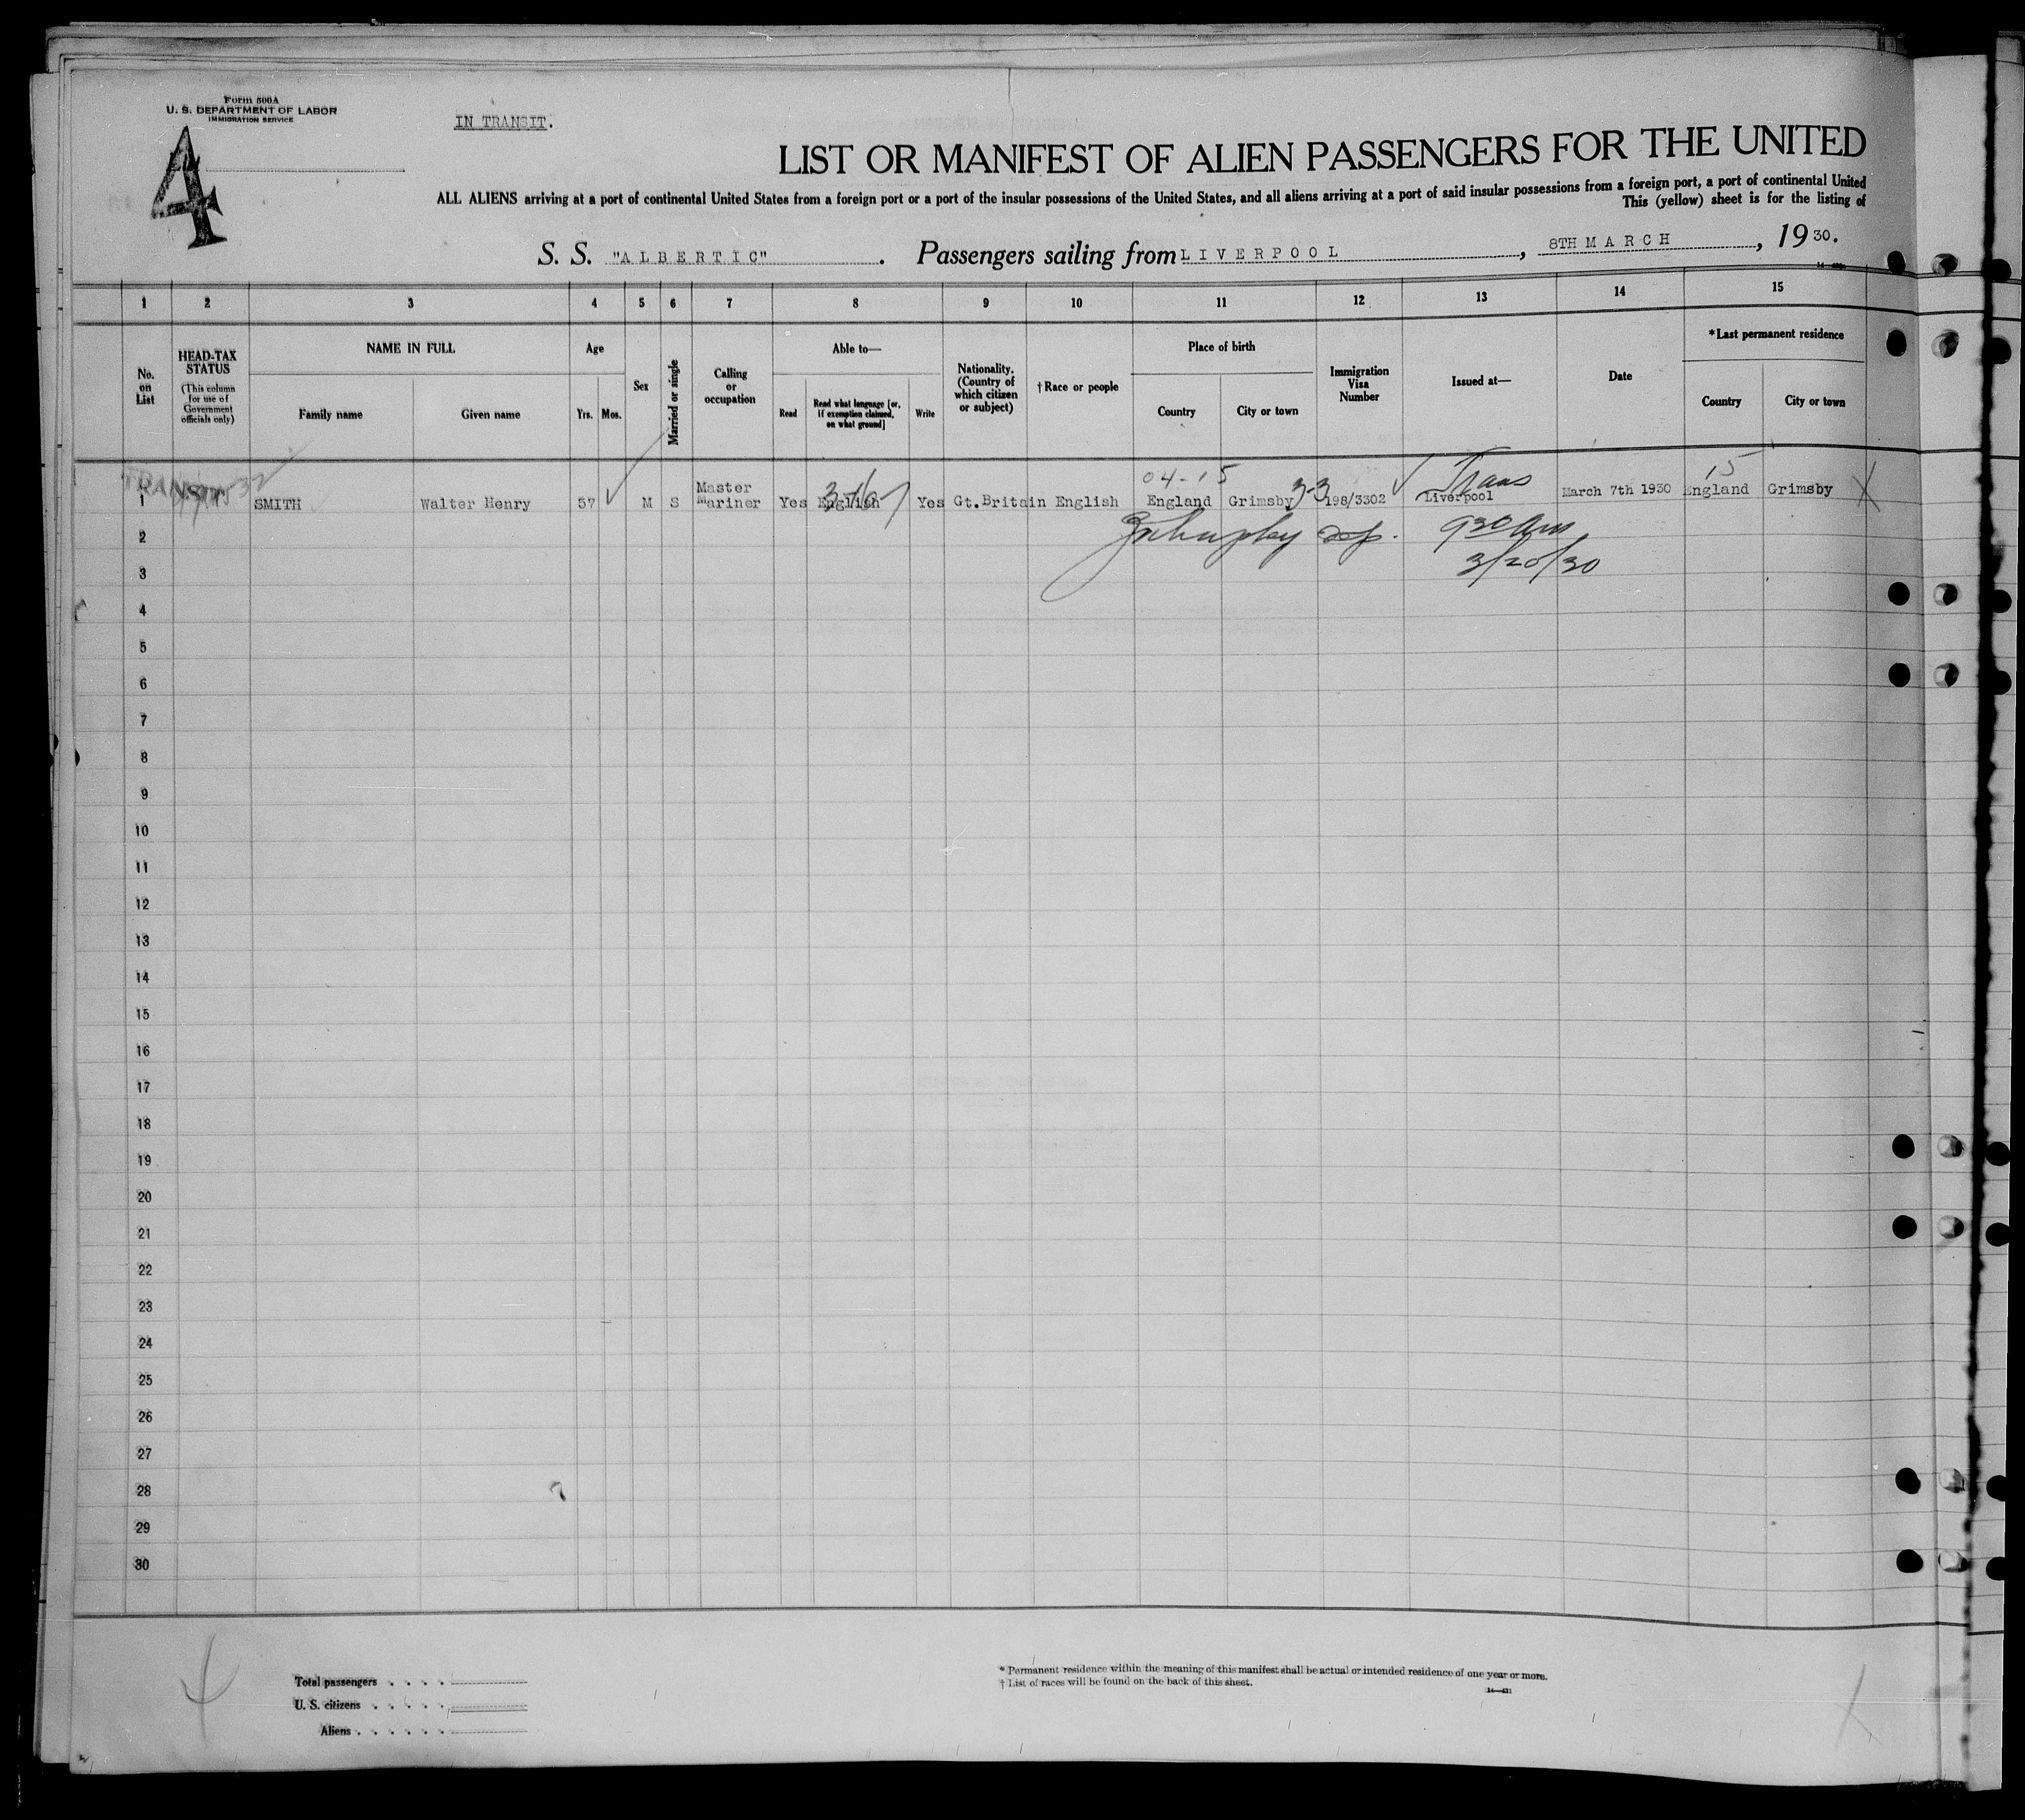 Form 500A
U. S. DEPARTMENT OF LABOR
IMMIGRATION SERVICE
4
IN TRANSIT.
LIST OR MANIFEST OF ALIEN PASSENGERS FOR THE UNITED
ALL ALIENS arriving at a port of continental United States from a foreign port or a port of the insular possessions of the United States, and all aliens arriving at a port of said insular possessions from a foreign port, a port of continental United
This (yellow) sheet is for the listing of
S. S. "ALBERTIC". Passengers sailing from LIVERPOOL, 8TH MARCH, 1930.
1 2 3 4 5 6 7 8 9 10 11 12 13 14 15
No. on List
HEAD-TAX STATUS
(This column for use of Government officials only)
NAME IN FULL
Family name Given name
Age
Yrs. Mos.
Sex
Married or single
Calling or occupation
Able to—
Read
Read what language [or, if exemption claimed, on what ground]
Write
Nationality. (Country of which citizen or subject)
† Race or people
Place of birth
Country City or town
Immigration Visa Number
Issued at—
Date
*Last permanent residence
Country City or town
04-15 Trans 15
TRANSIT
1 SMITH Walter Henry 57 M S Master Mariner Yes English Yes Gt.Britain English England Grimsby 3-3 198/3302 Liverpool March 7th 1930 England Grimsby X
2 930 Am
3 3/20/30
4
5
6
7
8
9
10
11
12
13
14
15
16
17
18
19
20
21
22
23
24
25
26
27
28
29
30
Total passengers . . . .
U. S. citizens . . . . .
Aliens . . . . . .
* Permanent residence within the meaning of this manifest shall be actual or intended residence of one year or more.
† List of races will be found on the back of this sheet.
X